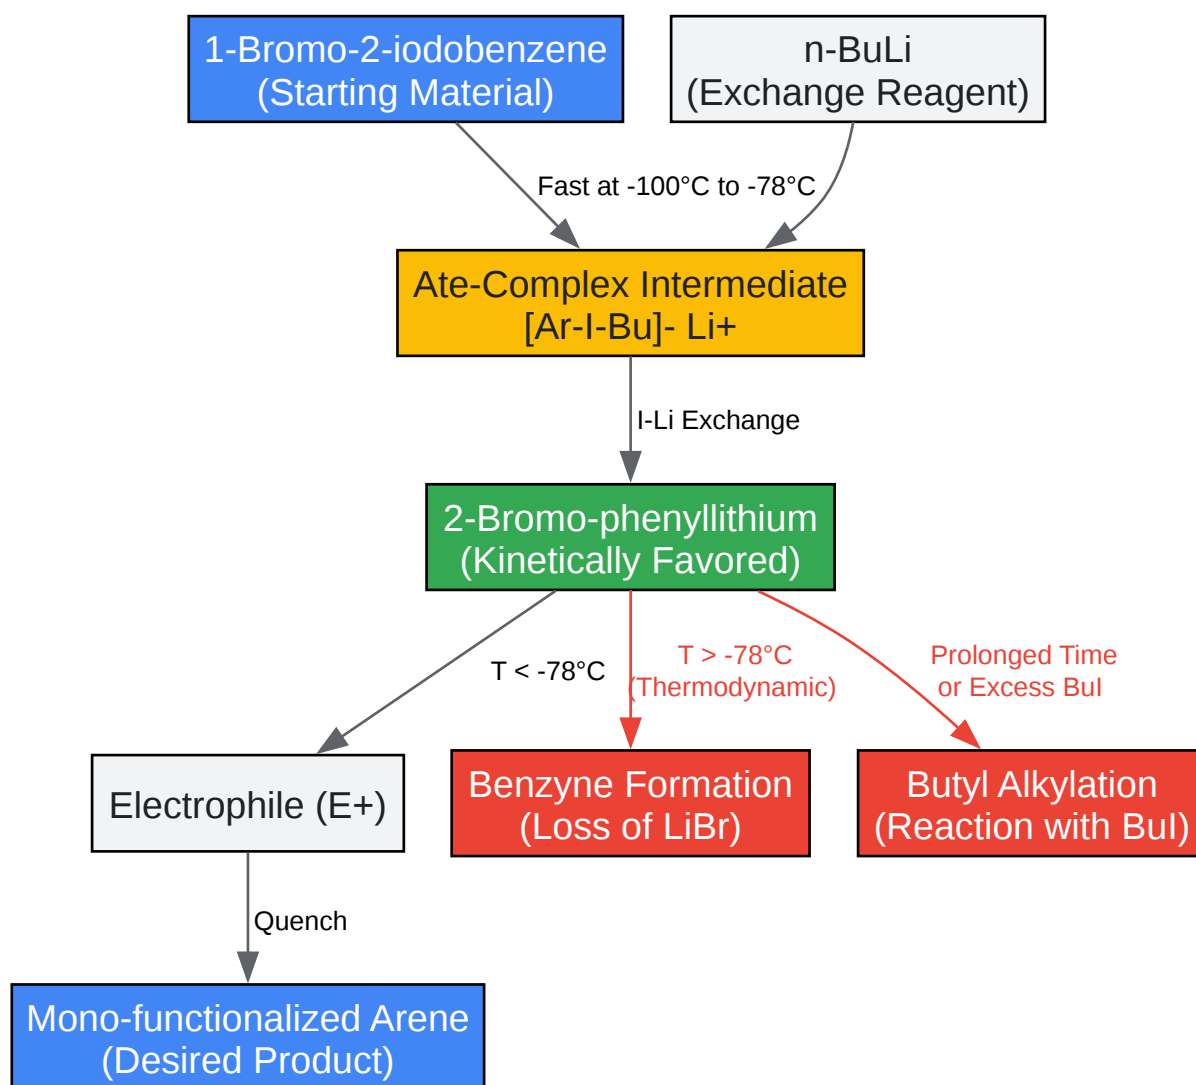 1-Bromo-2-iodobenzene
(Starting Material)
n-BuLi
(Exchange Reagent)
Fast at -100°C to -78°C
Ate-Complex Intermediate
[Ar-I-Bu]- Li+
I-Li Exchange
2-Bromo-phenyllithium
(Kinetically Favored)
T < -78°C
T > -78°C
(Thermodynamic)
Prolonged Time
or Excess BuI
Electrophile (E+)
Benzyne Formation
(Loss of LiBr)
Butyl Alkylation
(Reaction with BuI)
Quench
Mono-functionalized Arene
(Desired Product)